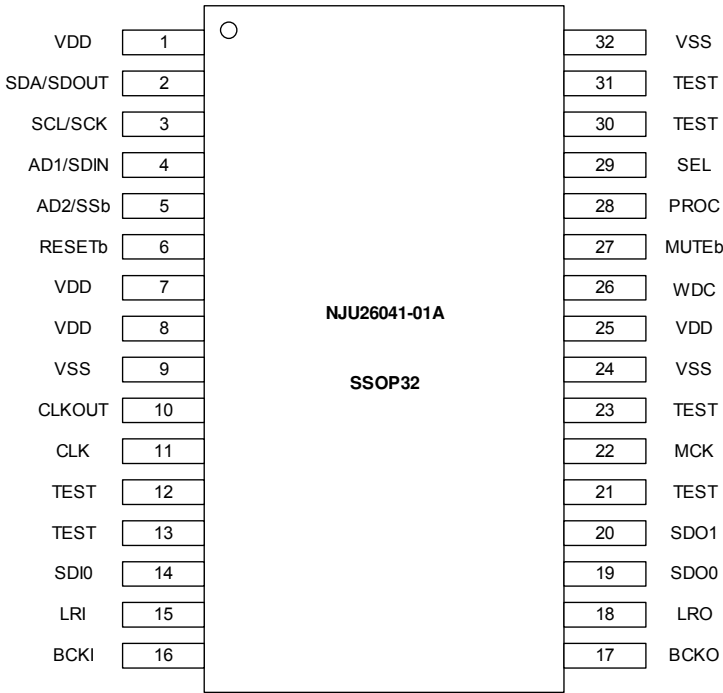 VDD 1 32 VSS
SDA/SDOUT 2 31 TEST
SCL/SCK 3 30 TEST
AD1/SDIN 4 29 SEL
AD2/SSb 5 28 PROC
RESETb 6 27 MUTEb
VDD 7 26 WDC
NJU26041-01A
VDD 8 25 VDD
VSS 9 24 VSS
SSOP32
CLKOUT 10 23 TEST
CLK 11 22 MCK
TEST 12 21 TEST
TEST 13 20 SDO1
SDI0 14 19 SDO0
LRI 15 18 LRO
BCKI 16 17 BCKO